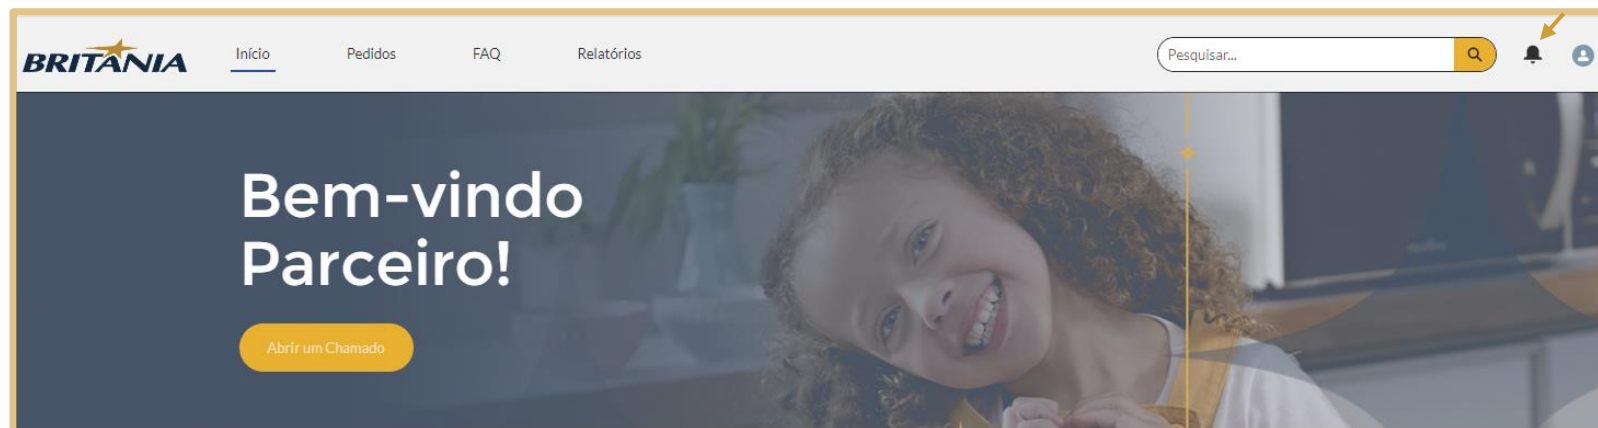 BRITANIA
Início Pedidos FAQ Relatórios
Pesquisar...
Bem-vindo
Parceiro!
Abrir um Chamado